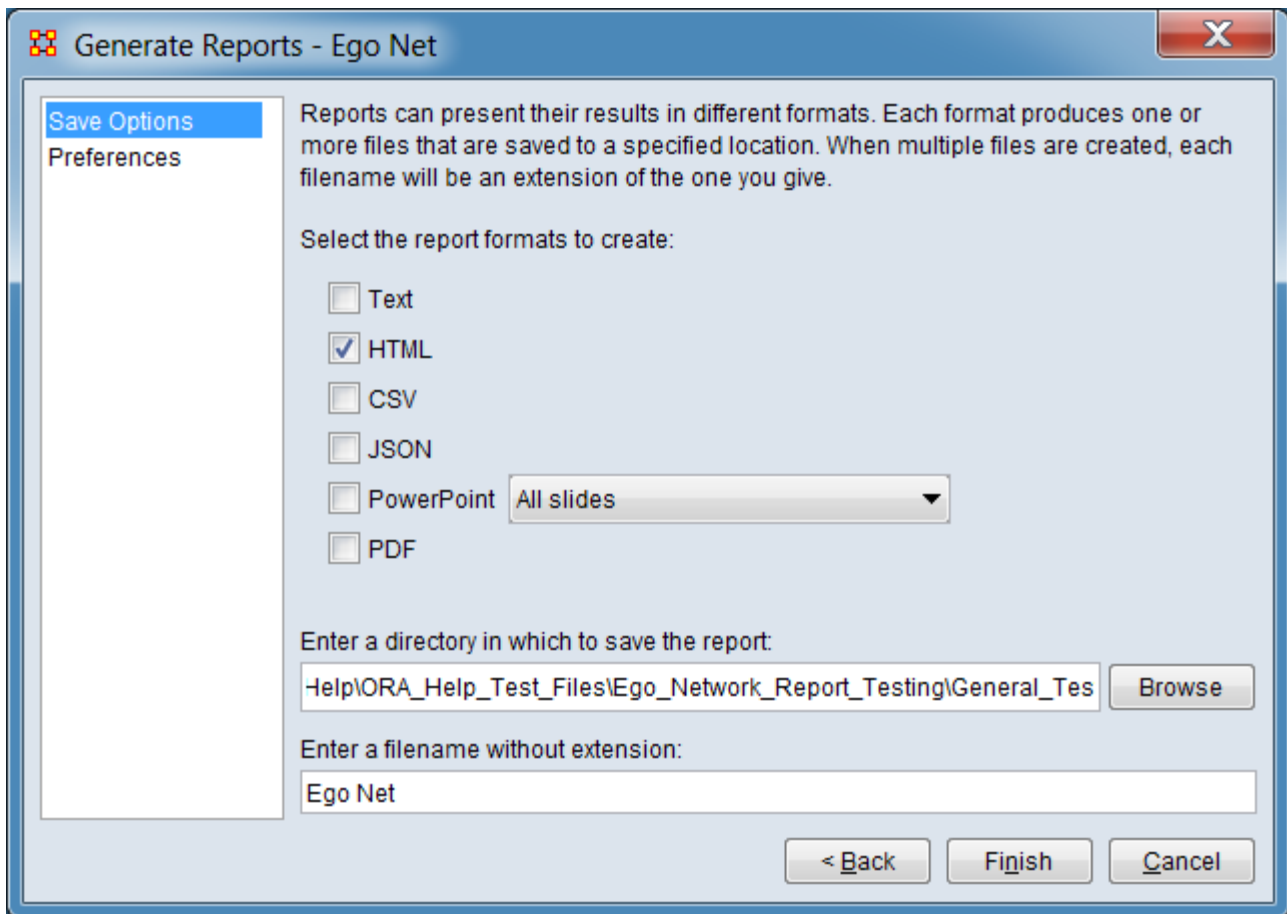 Generate Reports - Ego Net
Save Options
Preferences
Reports can present their results in different formats. Each format produces one or
more files that are saved to a specified location. When multiple files are created, each
filename will be an extension of the one you give.
Select the report formats to create:
Text
HTML
CSV
JSON
PowerPoint All slides
PDF
Enter a directory in which to save the report:
Help\ORA_Help_Test_Files\Ego_Network_Report_Testing\General_Tes Browse
Enter a filename without extension:
Ego Net
< Back Finish Cancel